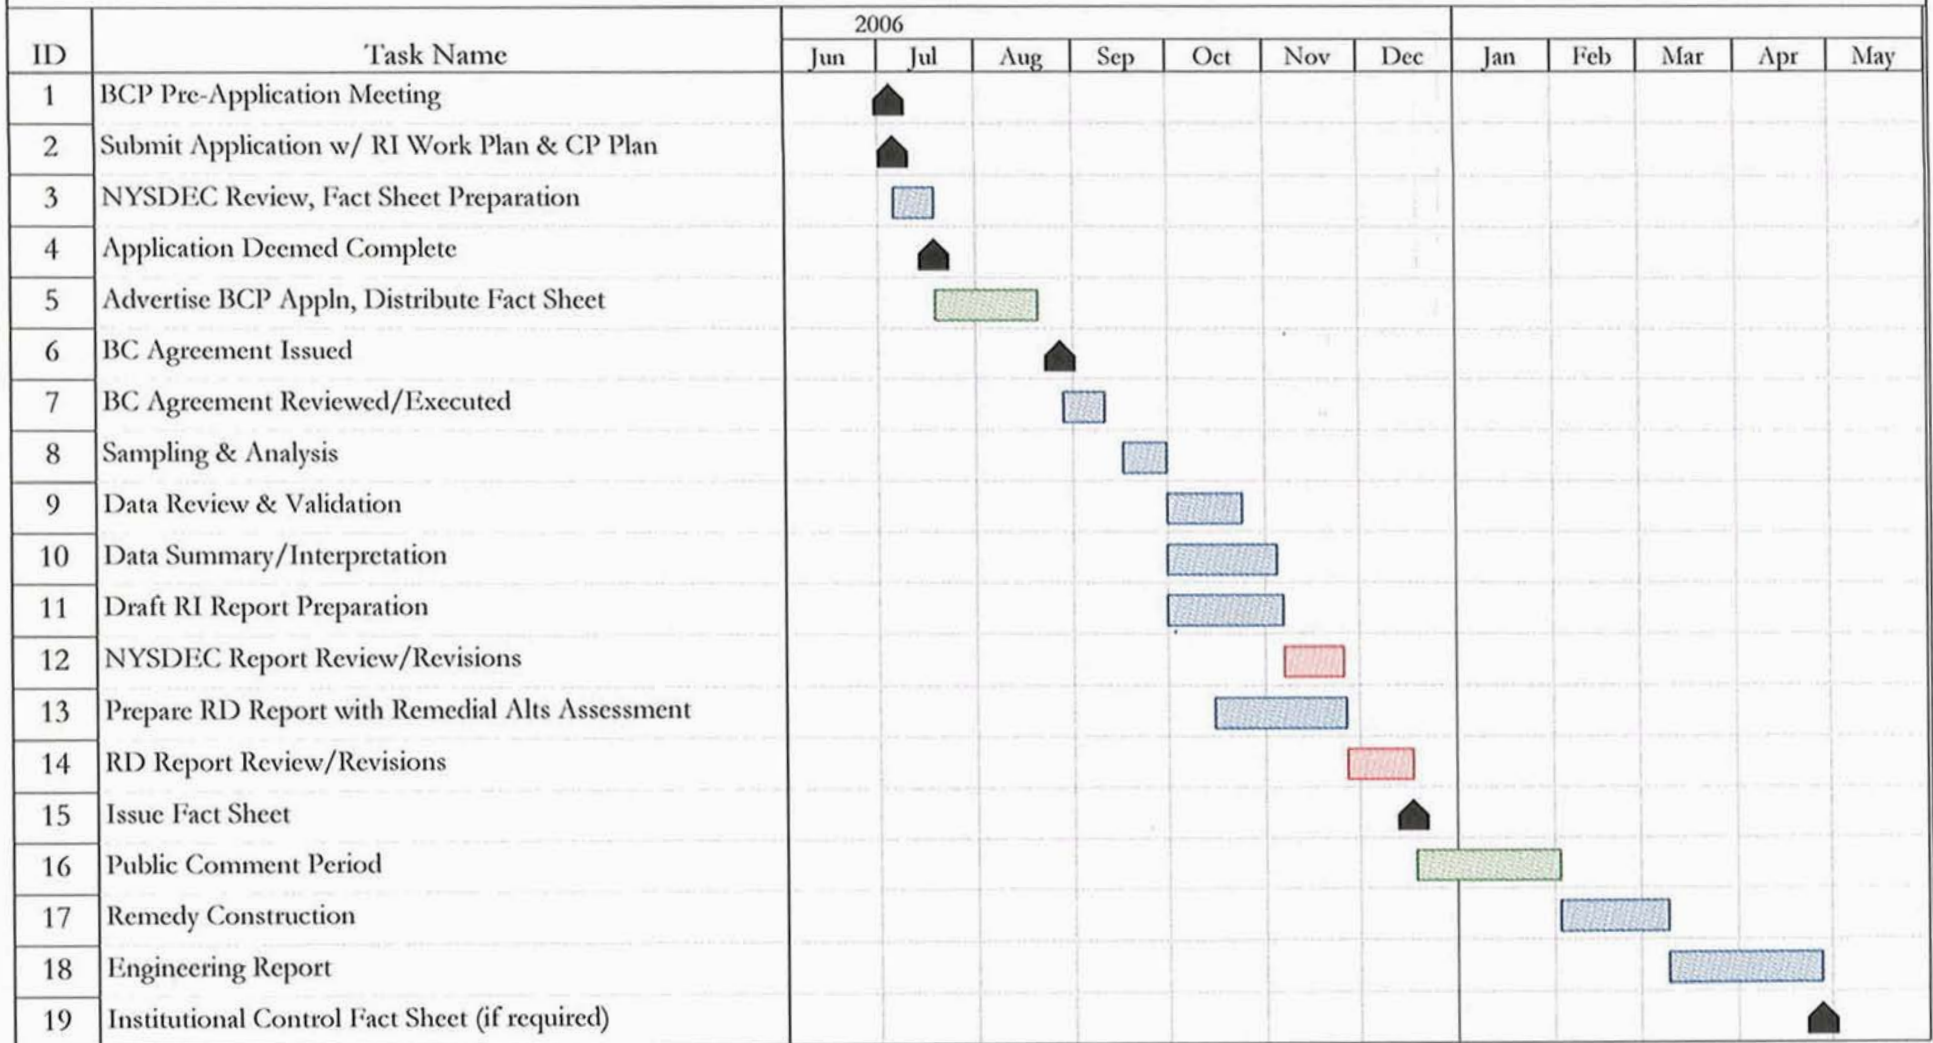 2006
ID Task Name Jun Jul Aug Sep Oct Nov Dec Jan Feb Mar Apr May
1 BCP Pre-Application Meeting
2 Submit Application w/ RI Work Plan & CP Plan
3 NYSDEC Review, Fact Sheet Preparation
4 Application Deemed Complete
5 Advertise BCP Appln, Distribute Fact Sheet
6 BC Agreement Issued
7 BC Agreement Reviewed/Executed
8 Sampling & Analysis
9 Data Review & Validation
10 Data Summary/Interpretation
11 Draft RI Report Preparation
12 NYSDEC Report Review/Revisions
13 Prepare RD Report with Remedial Alts Assessment
14 RD Report Review/Revisions
15 Issue Fact Sheet
16 Public Comment Period
17 Remedy Construction
18 Engineering Report
19 Institutional Control Fact Sheet (if required)